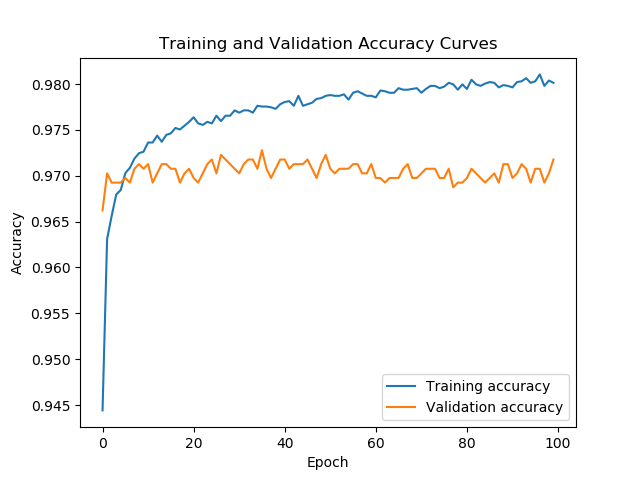 Training and Validation Accuracy Curves
Accuracy
0.980
0.975
0.970
0.965
0.960
0.955
0.950
0.945
Training accuracy
Validation accuracy
0 20 40 60 80 100
Epoch